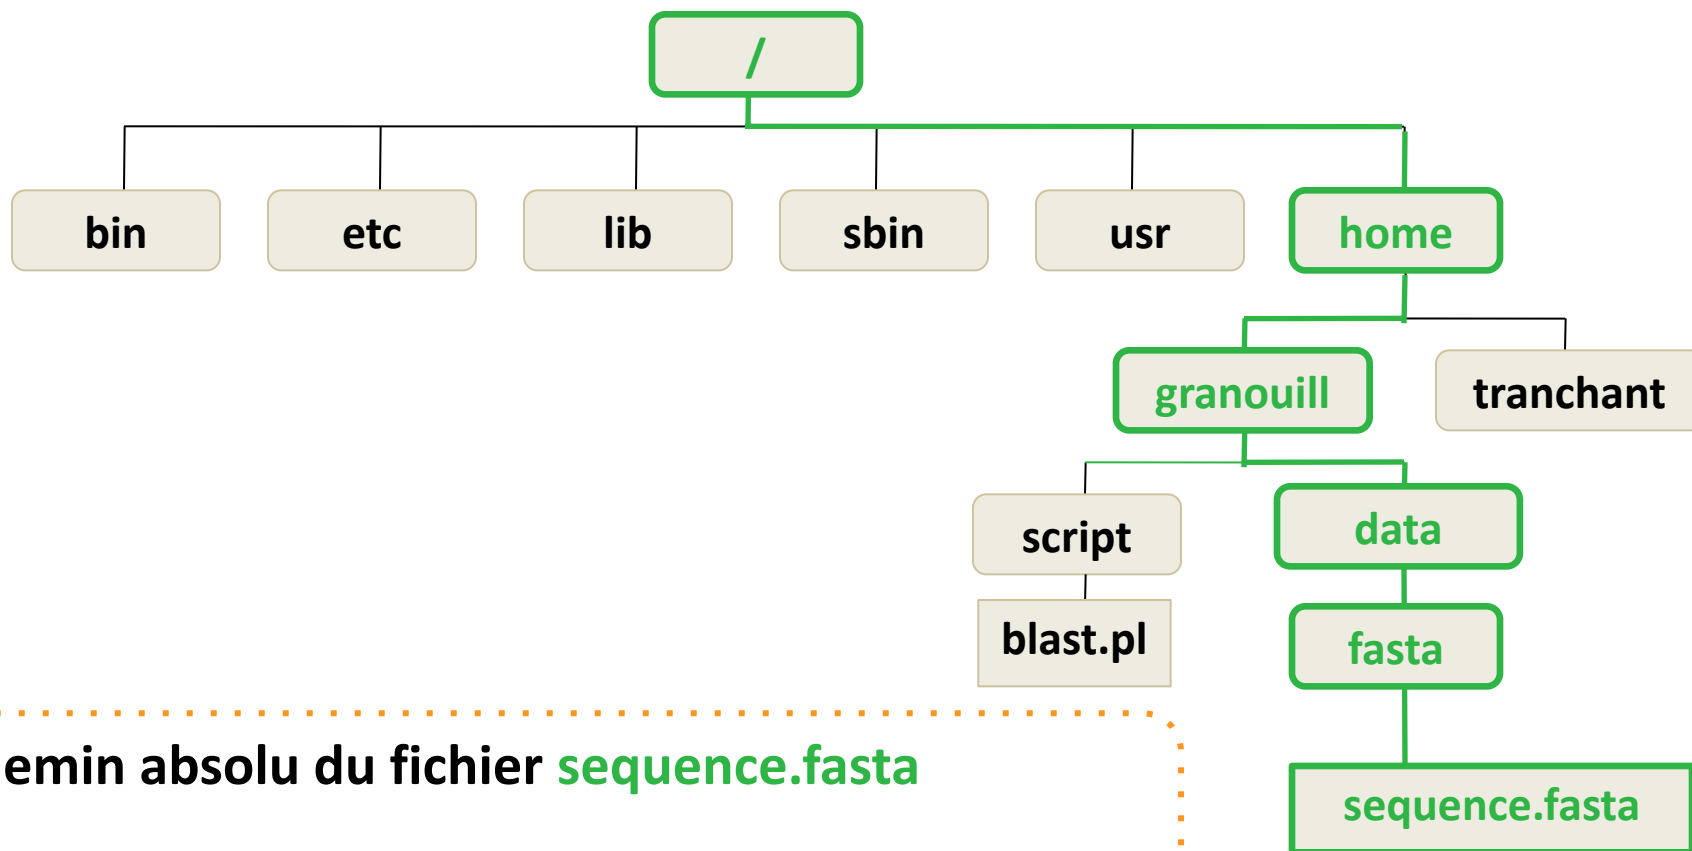 /
bin
etc
lib
sbin
usr
home
granouill
tranchant
script
data
blast.pl
fasta
emin absolu du fichier sequence.fasta
sequence.fasta